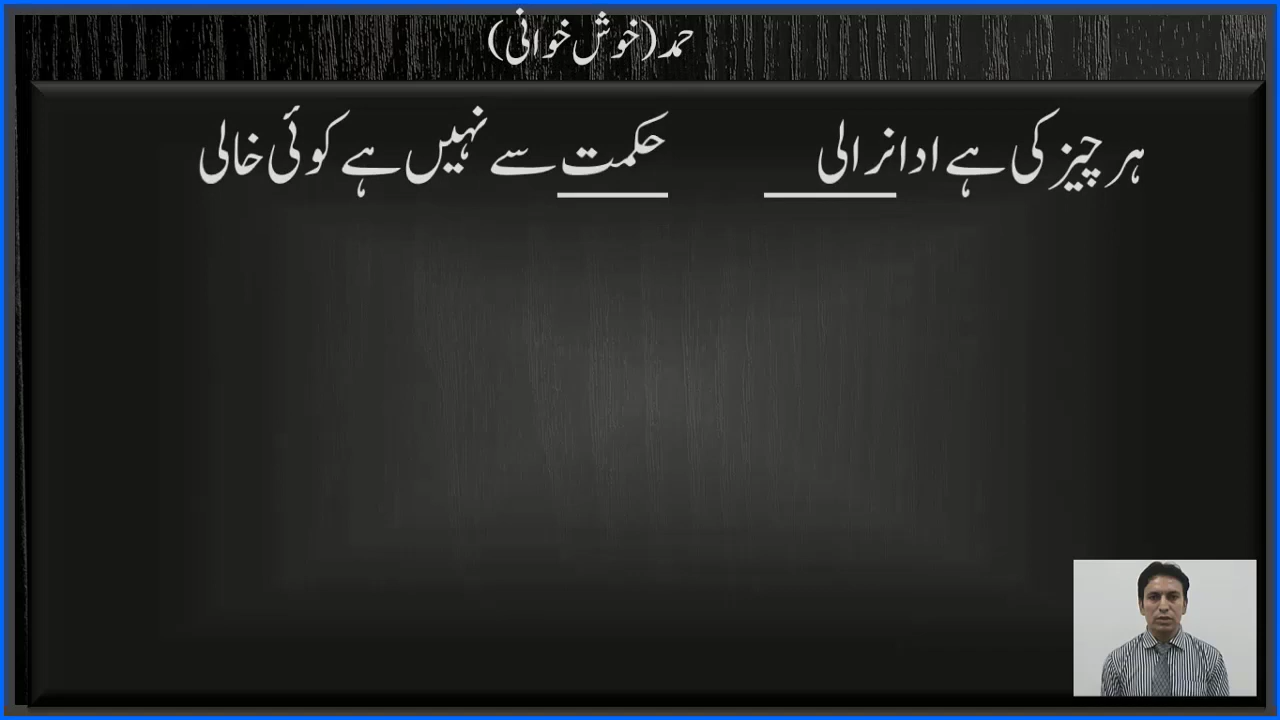 حمد (خوش خوانی)
ہر چیز کی ہے ادا نرالی حکمت سے نہیں ہے کوئی خالی